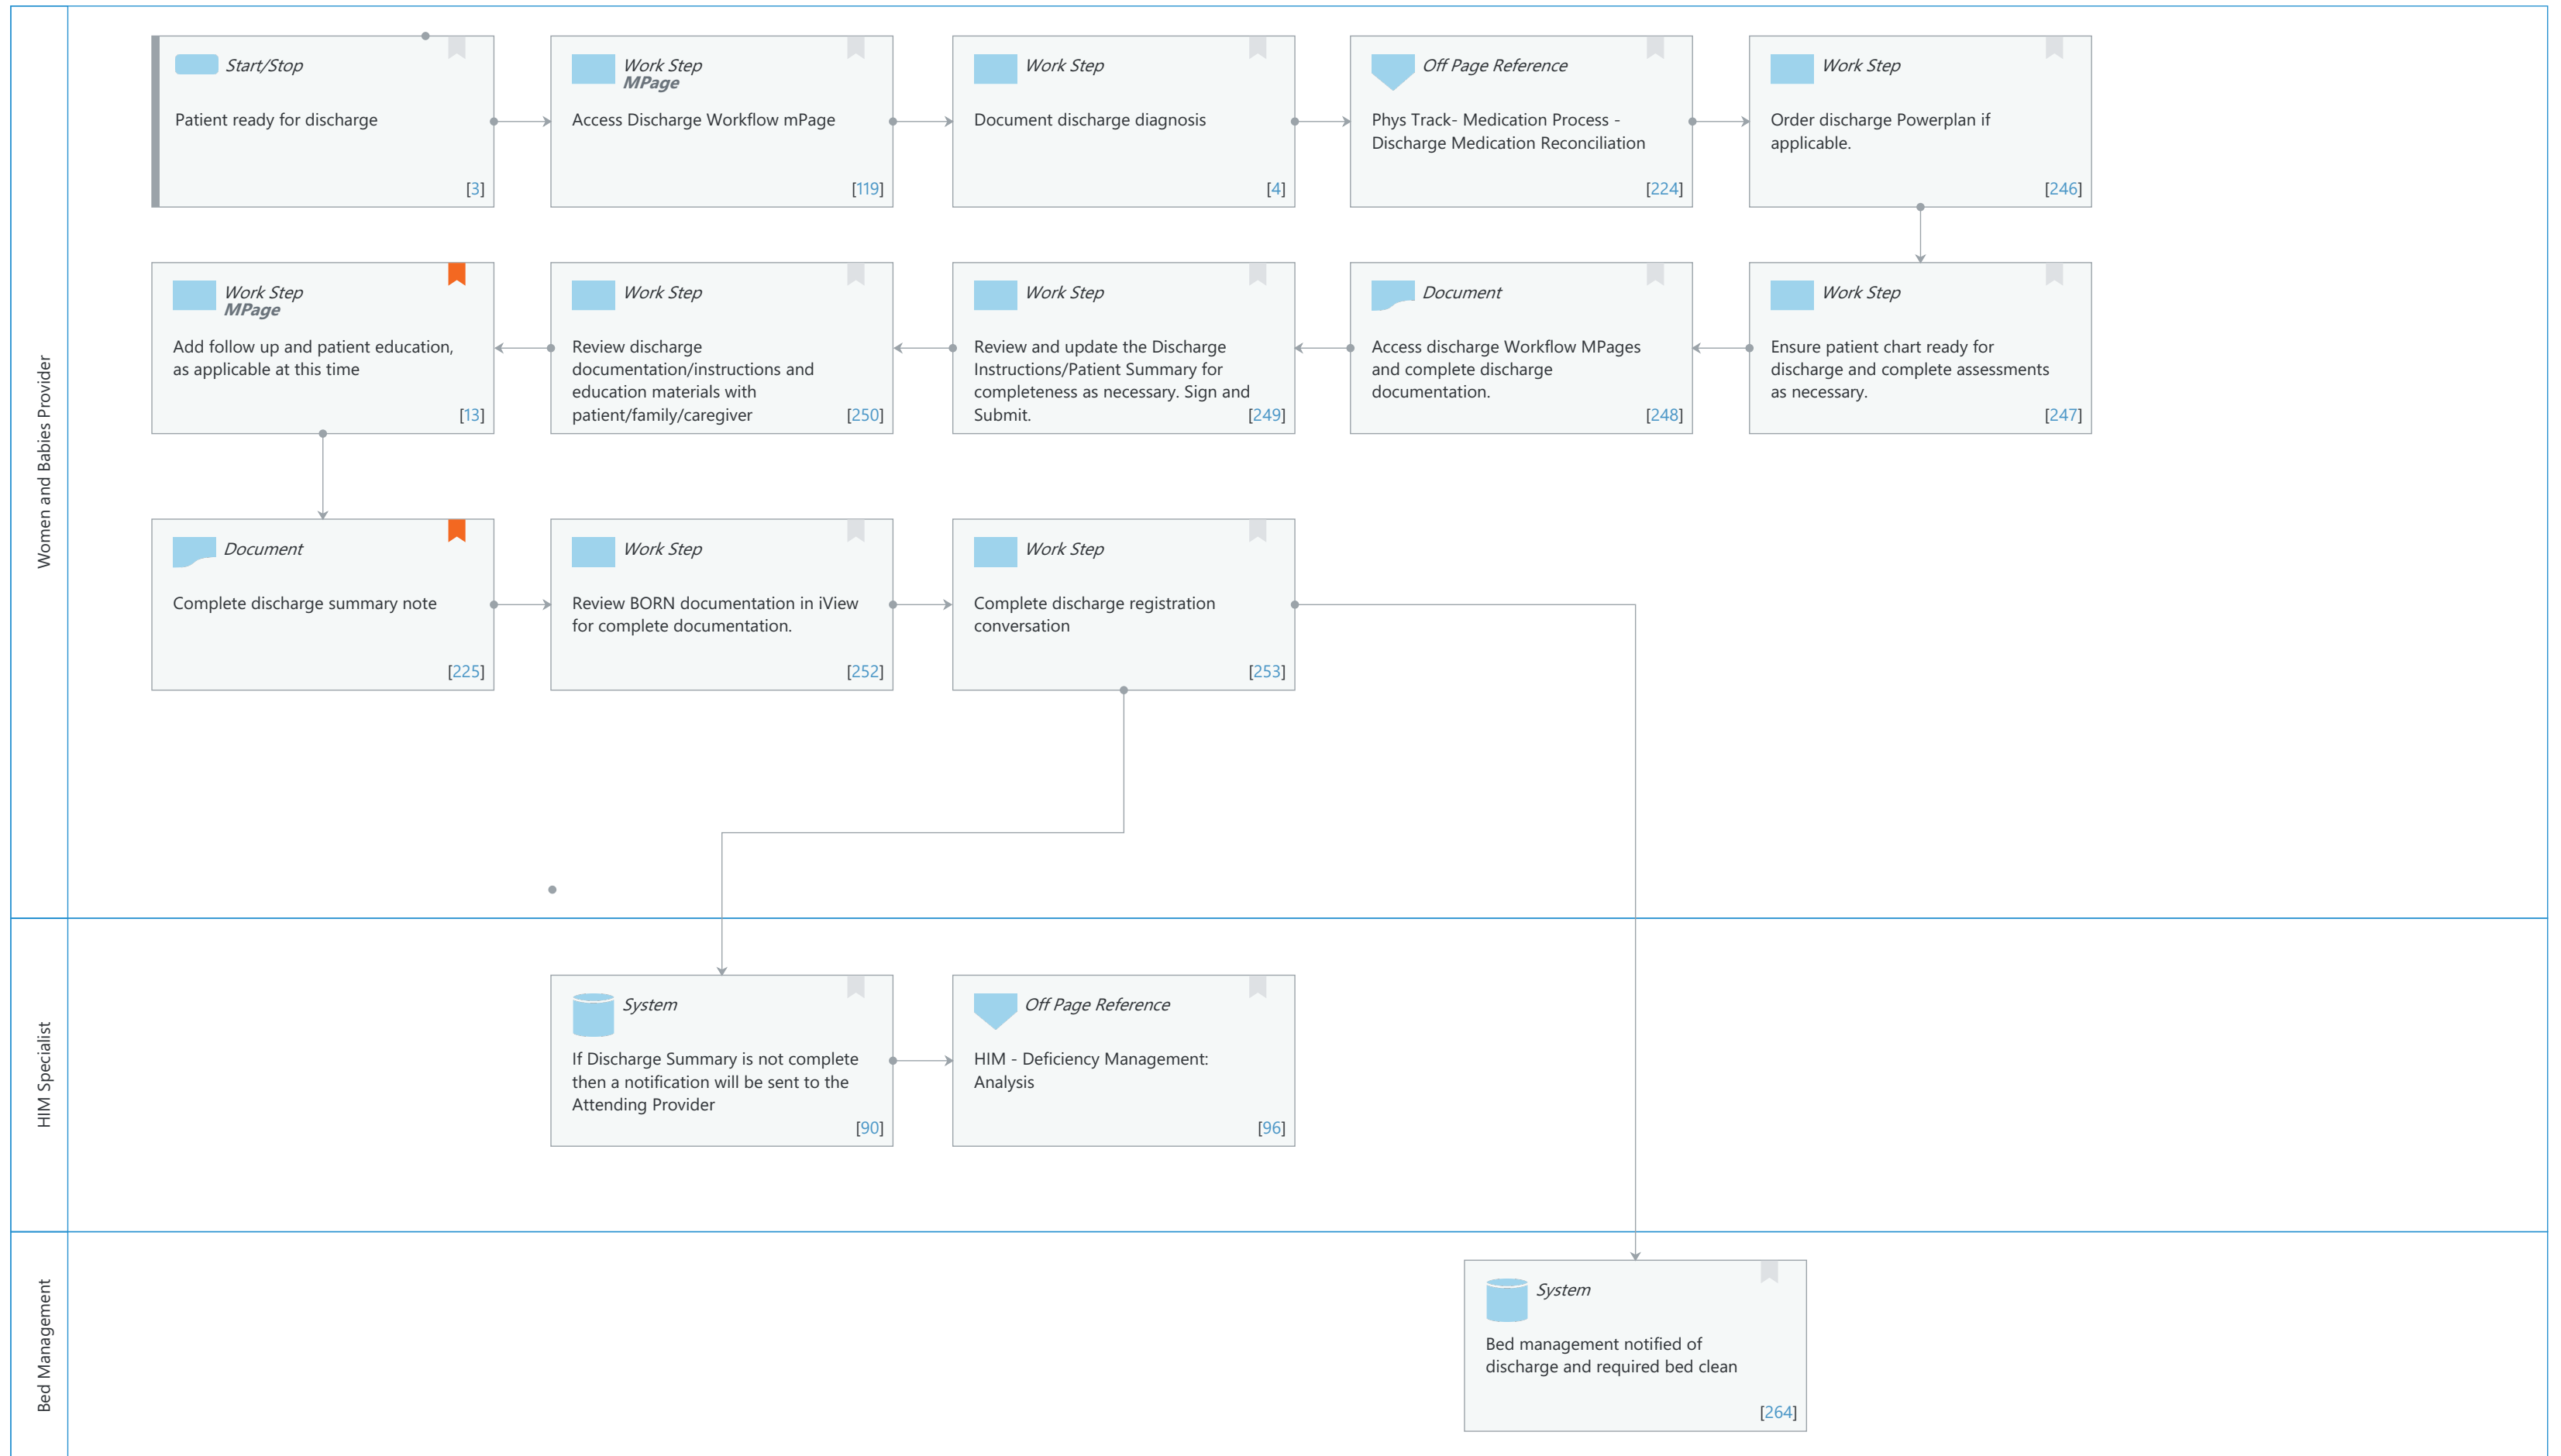 Women and Babies Provider
Start/Stop
Patient ready for discharge
[3]
Work Step
MPage
Access Discharge Workflow mPage
[119]
Work Step
Document discharge diagnosis
[4]
Off Page Reference
Phys Track- Medication Process -
Discharge Medication Reconciliation
[224]
Work Step
Order discharge Powerplan if
applicable.
[246]
Work Step
MPage
Add follow up and patient education,
as applicable at this time
[13]
Work Step
Review discharge
documentation/instructions and
education materials with
patient/family/caregiver
[250]
Work Step
Review and update the Discharge
Instructions/Patient Summary for
completeness as necessary. Sign and
Submit.
[249]
Document
Access discharge Workflow MPages
and complete discharge
documentation.
[248]
Work Step
Ensure patient chart ready for
discharge and complete assessments
as necessary.
[247]
Document
Complete discharge summary note
[225]
Work Step
Review BORN documentation in iView
for complete documentation.
[252]
Work Step
Complete discharge registration
conversation
[253]
HIM Specialist
System
If Discharge Summary is not complete
then a notification will be sent to the
Attending Provider
[90]
Off Page Reference
HIM - Deficiency Management:
Analysis
[96]
Bed Management
System
Bed management notified of
discharge and required bed clean
[264]